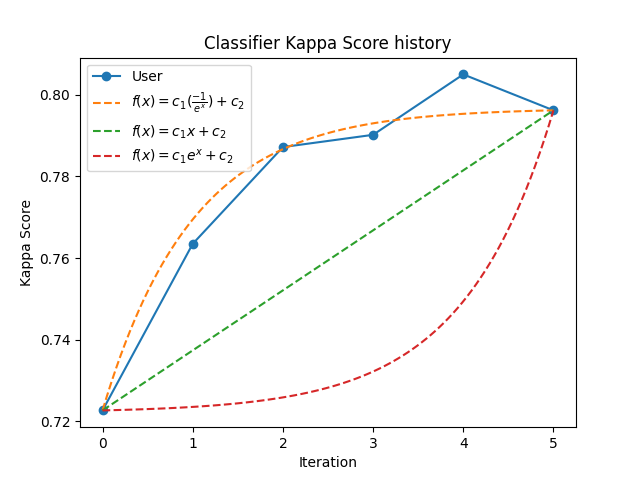 Classifier Kappa Score history
User
f(x) = c₁(−1/eˣ) + c₂
f(x) = c₁x + c₂
f(x) = c₁eˣ + c₂
Kappa Score
0.80
0.78
0.76
0.74
0.72
0 1 2 3 4 5
Iteration